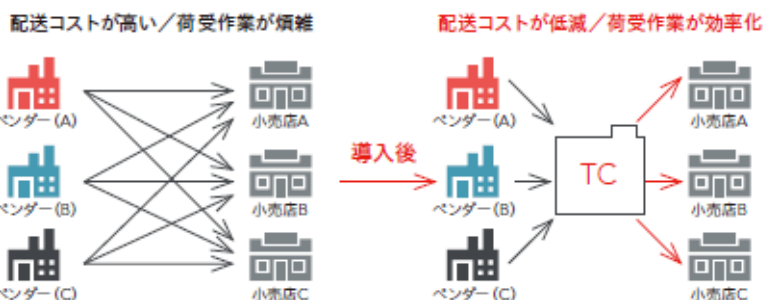 配送コストが高い／荷受作業が煩雑
配送コストが低減／荷受作業が効率化
ベンダー(A)
小売店A
ベンダー(B)
小売店B
ベンダー(C)
小売店C
導入後
ベンダー(A)
ベンダー(B)
ベンダー(C)
TC
小売店A
小売店B
小売店C